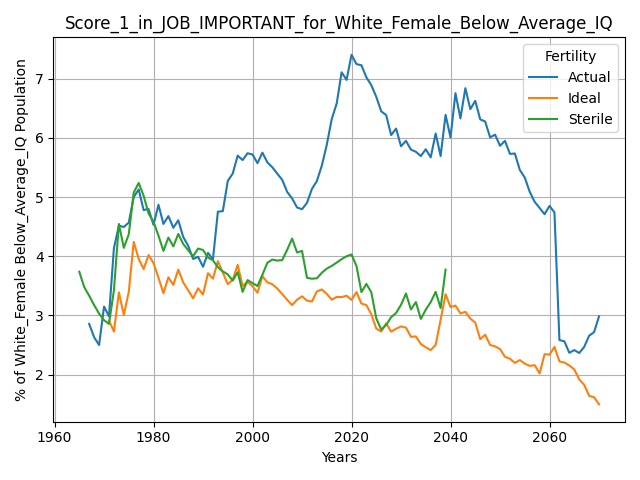 Score_1_in_JOB_IMPORTANT_for_White_Female_Below_Average_IQ
% of White_Female Below_Average_IQ Population
7
6
5
4
3
2
Fertility
Actual
Ideal
Sterile
1960
1980
2000
2020
2040
2060
Years